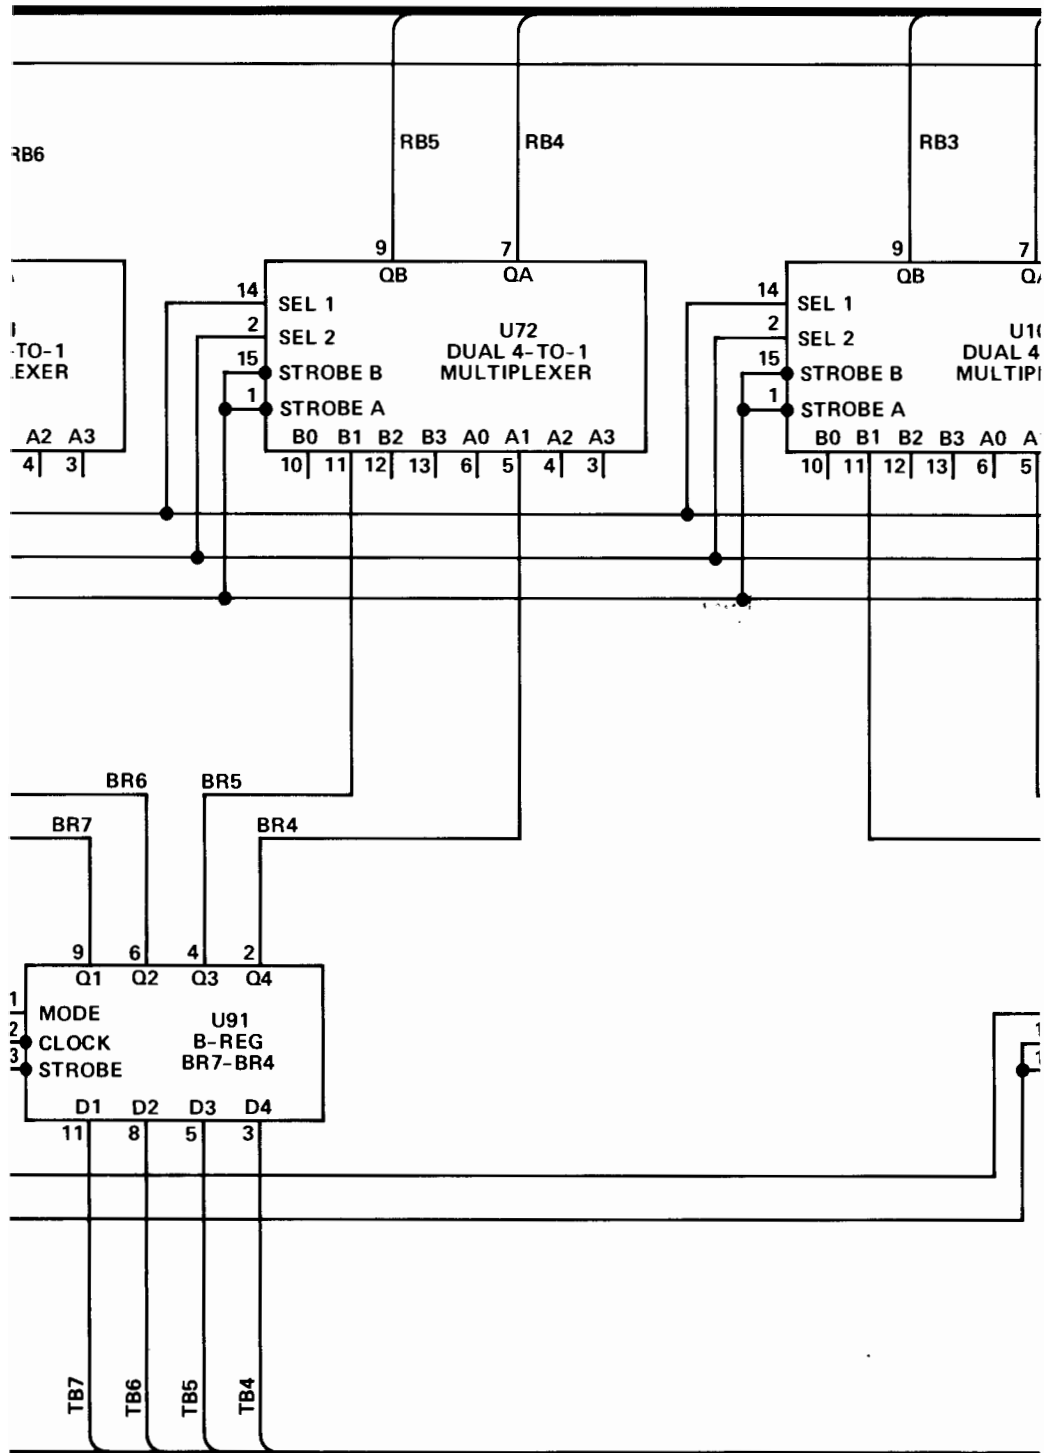 RB5 RB4 RB3
RB6
9 7 9 7
QB QA QB
14 SEL 1 14 SEL 1
2 SEL 2 U72 2 SEL 2
-TO-1 15 STROBE B DUAL 4-TO-1 15 STROBE B DUAL 4
MULTIPLEXER
1 STROBE A 1 STROBE A
A2 A3 B0 B1 B2 B3 A0 A1 A2 A3 B0 B1 B2 B3 A0
4 3 10 11 12 13 6 5 4 3 10 11 12 13 6 5
BR6 BR5
BR7 BR4
9 6 4 2
Q1 Q2 Q3 Q4
1 MODE U91
2 CLOCK B-REG
3 STROBE BR7-BR4
D1 D2 D3 D4
11 8 5 3
TB7 TB6 TB5 TB4